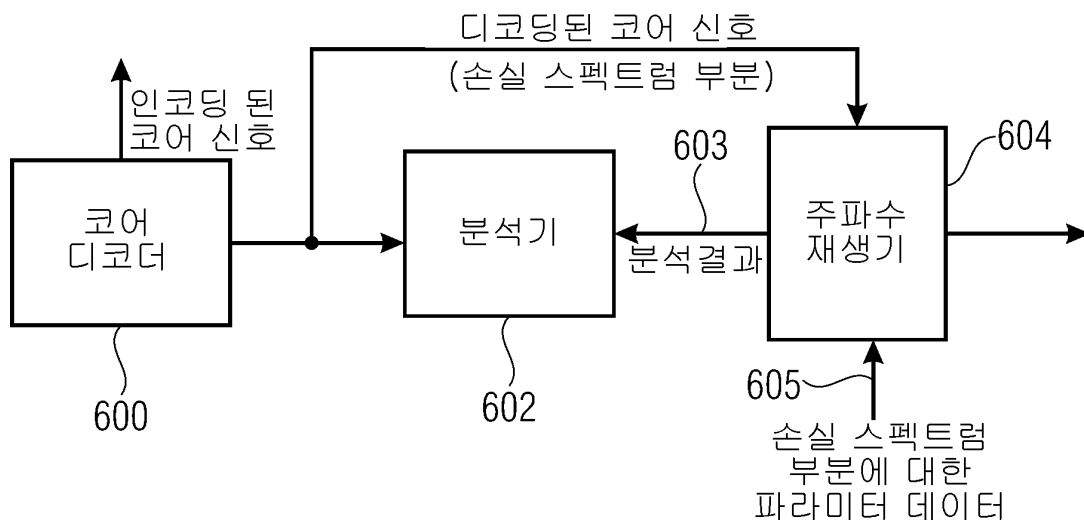 디코딩된 코어 신호
(손실 스펙트럼 부분)
인코딩 된
코어 신호
603
604
코어
디코더
분석기
주파수
재생기
분석결과
600
602
605
손실 스펙트럼
부분에 대한
파라미터 데이터